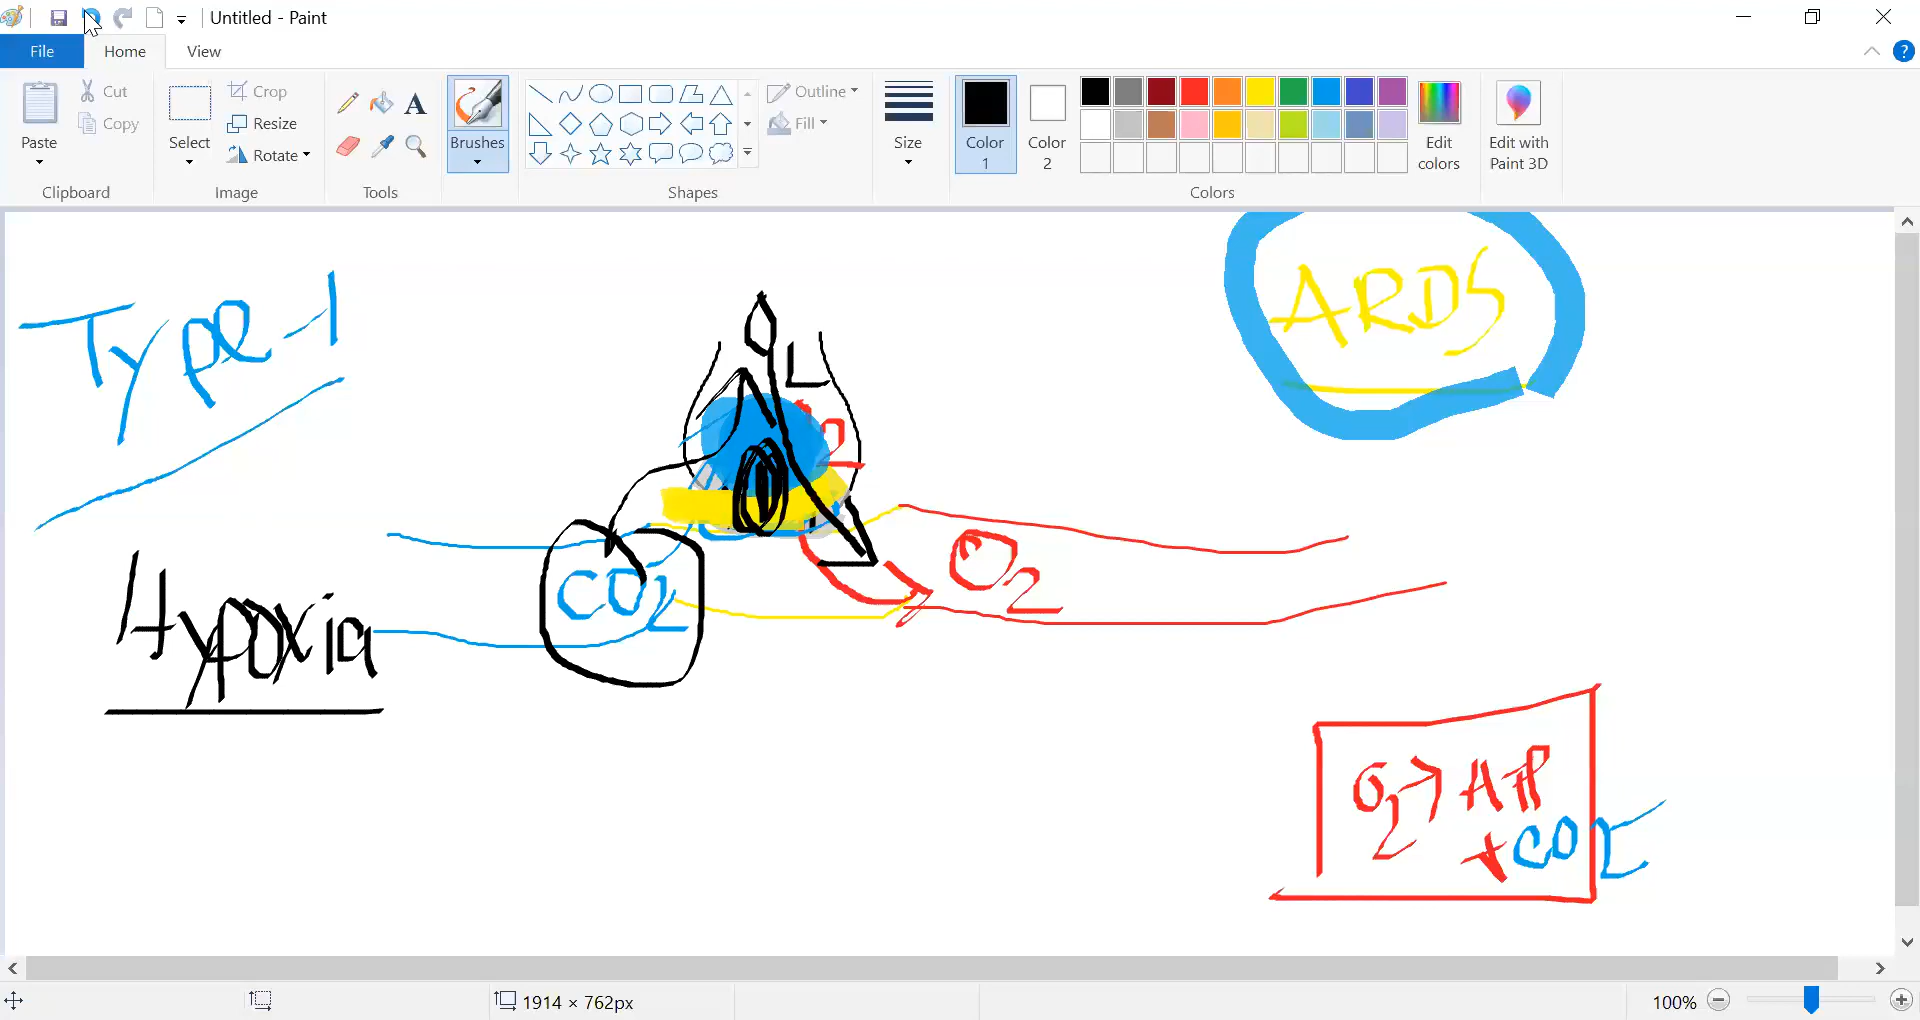 Untitled - Paint
File
Home
View
Paste
Cut
Copy
Clipboard
Select
Crop
Resize
Rotate
Image
A
Tools
Brushes
Shapes
Outline
Fill
Size
Color
1
Color
2
Edit
colors
Colors
Edit with
Paint 3D
?
Type-1
ARDS
CO2
O2
Hypoxia
O2→ATP
+CO2
1914 × 762px
100%